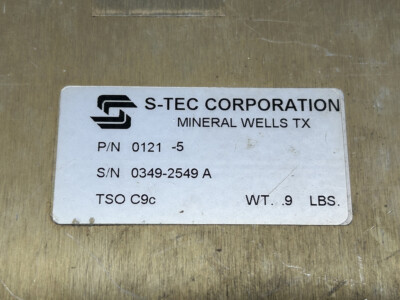 S-TEC CORPORATION
MINERAL WELLS TX
P/N 0121 -5
S/N 0349-2549 A
TSO C9c WT. .9 LBS.